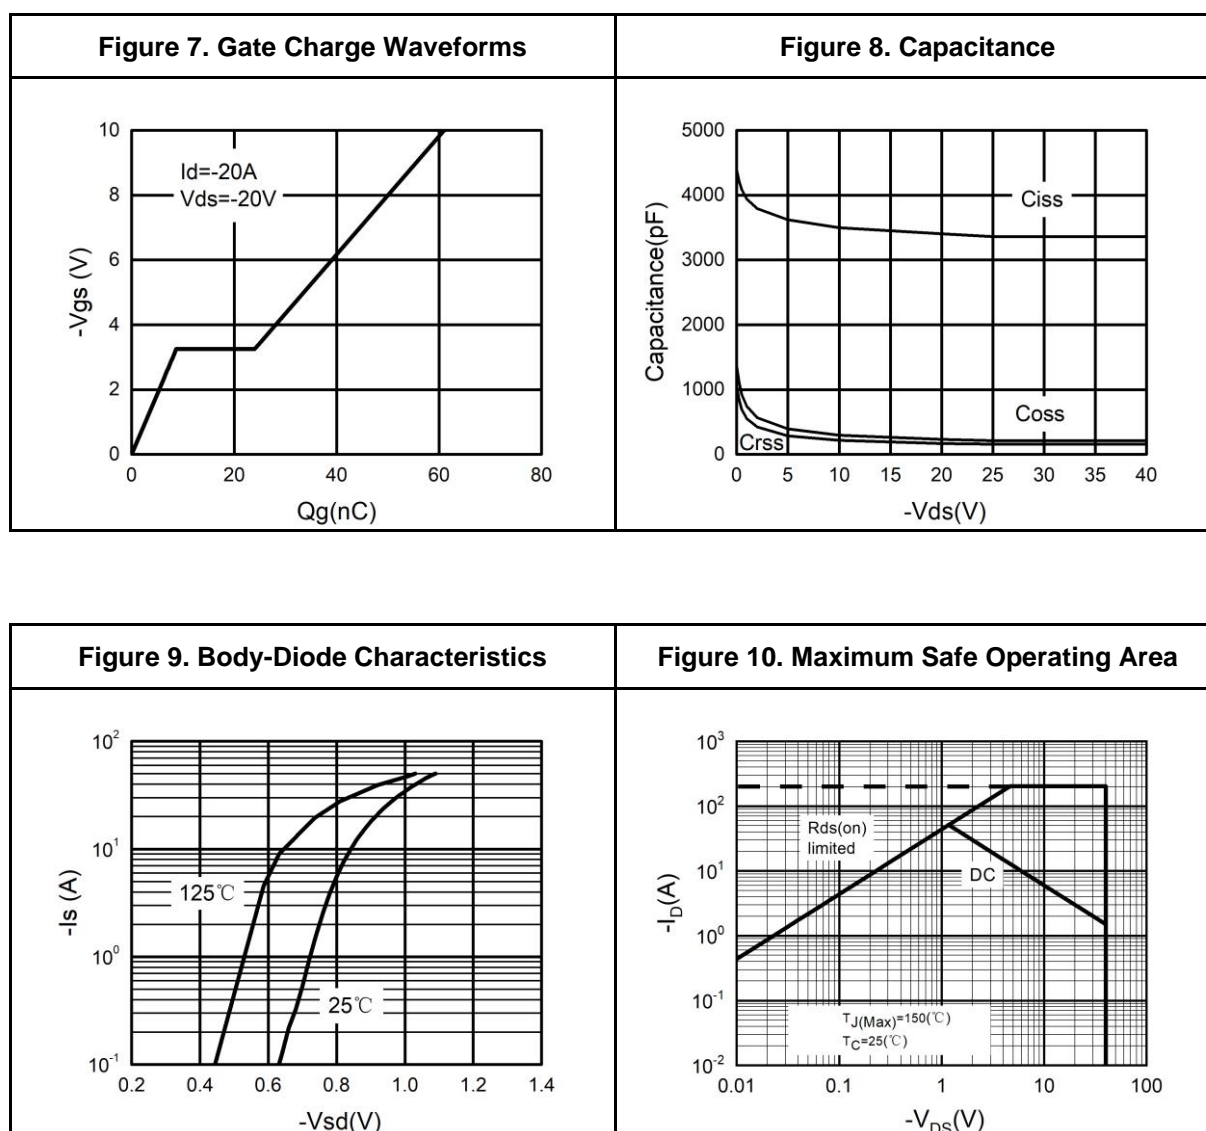 Figure 7. Gate Charge Waveforms
Figure 8. Capacitance
10
8
6
4
2
0
-Vgs (V)
Id=-20A
Vds=-20V
0 20 40 60 80
Qg(nC)
5000
4000
3000
2000
1000
0
Capacitance(pF)
Ciss
Coss
Crss
0 5 10 15 20 25 30 35 40
-Vds(V)
Figure 9. Body-Diode Characteristics
Figure 10. Maximum Safe Operating Area
10²
10¹
10⁰
10⁻¹
-Is (A)
125℃
25℃
0.2 0.4 0.6 0.8 1.0 1.2 1.4
-Vsd(V)
10³
10²
10¹
10⁰
10⁻¹
10⁻²
-I_D(A)
Rds(on)
limited
DC
T_J(Max)=150(℃)
T_C=25(℃)
0.01 0.1 1 10 100
-V_DS(V)